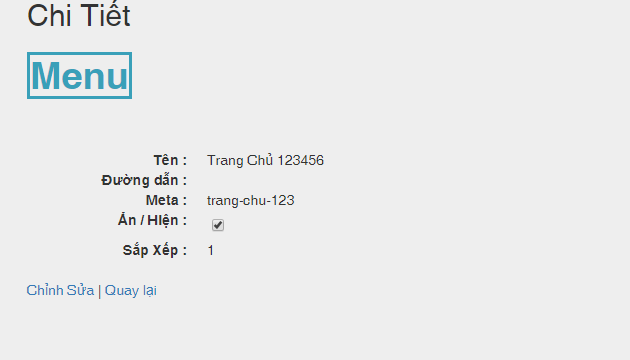 Chi Tiết
Menu
Tên : Trang Chủ 123456
Đường dẫn :
Meta : trang-chu-123
Ẩn / Hiện :
Sắp Xếp : 1
Chỉnh Sửa | Quay lại